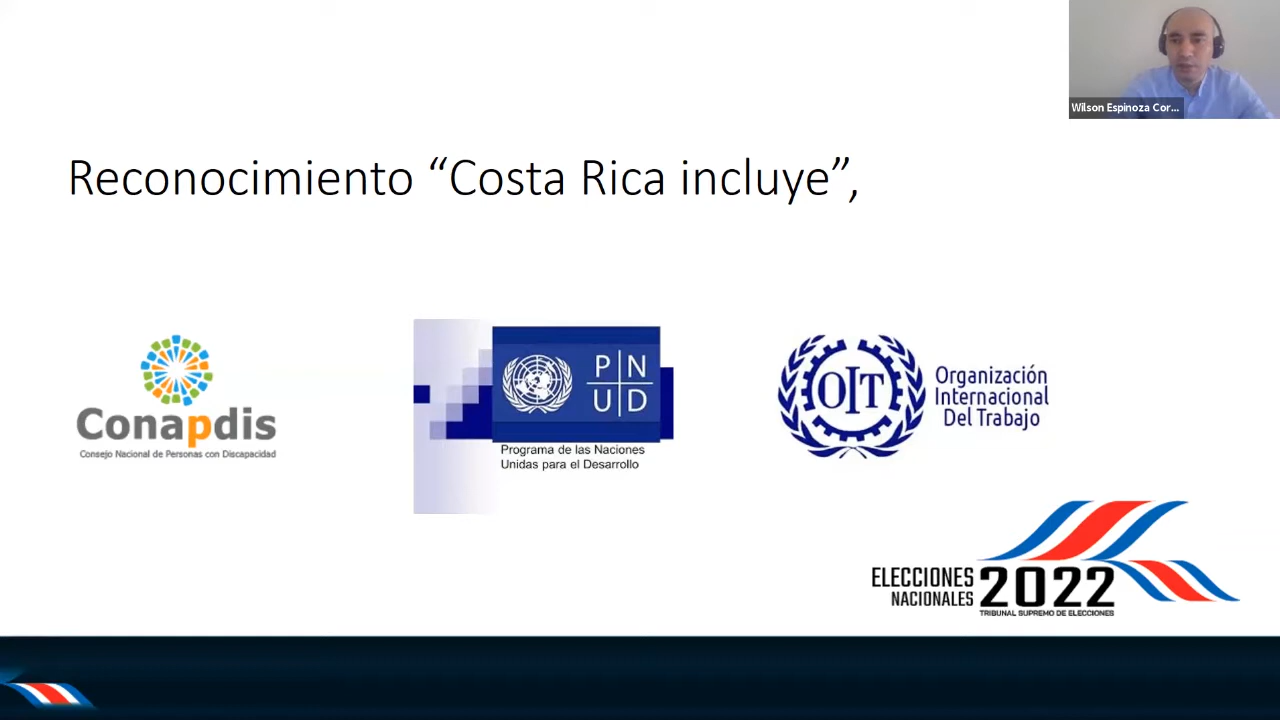 Wilson Espinoza Cor...
Reconocimiento “Costa Rica incluye”,
Conapdis
Consejo Nacional de Personas con Discapacidad
P N
U D
Programa de las Naciones
Unidas para el Desarrollo
OIT
Organización
Internacional
Del Trabajo
ELECCIONES
NACIONALES
2022
TRIBUNAL SUPREMO DE ELECCIONES